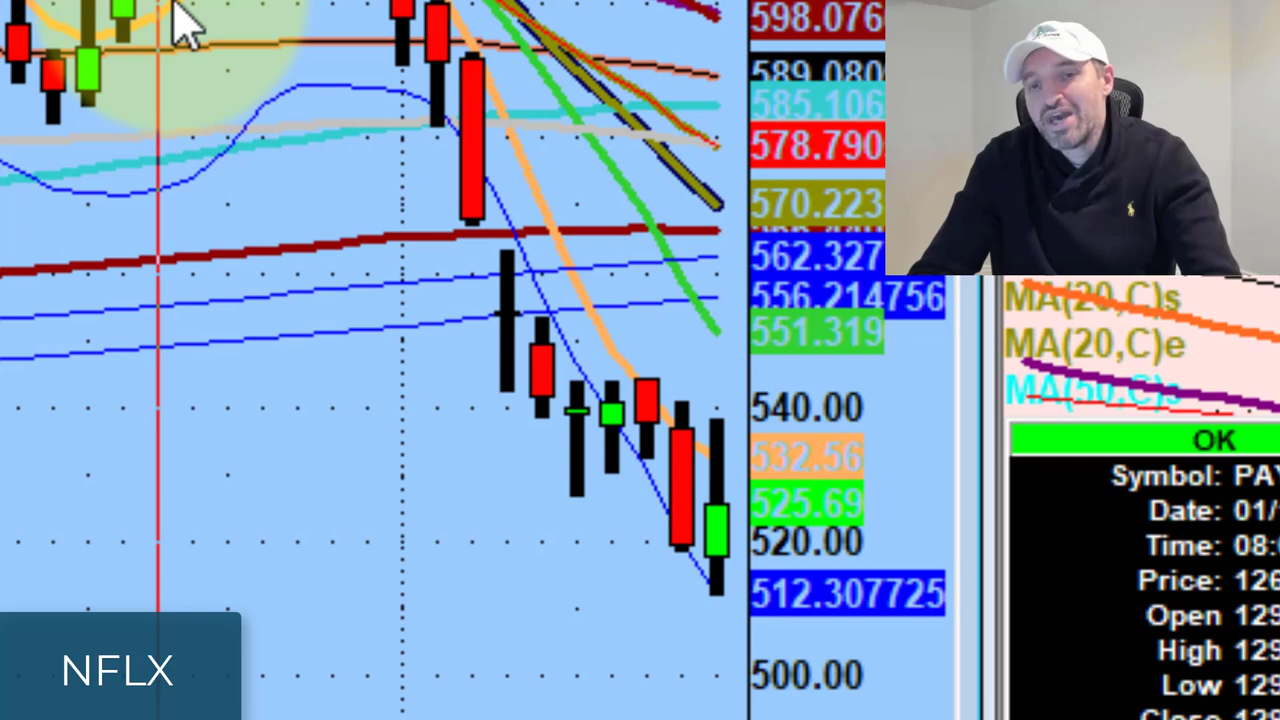 598.076
589.080
585.106
578.790
570.223
562.327
556.214756
551.319
540.00
532.56
525.69
520.00
512.307725
500.00
MA(20,C)s
MA(20,C)e
MA(50,C)s
OK
Symbol: PAY
Date: 01/
Time: 08:
Price: 126
Open 129
High 129
Low 129
NFLX